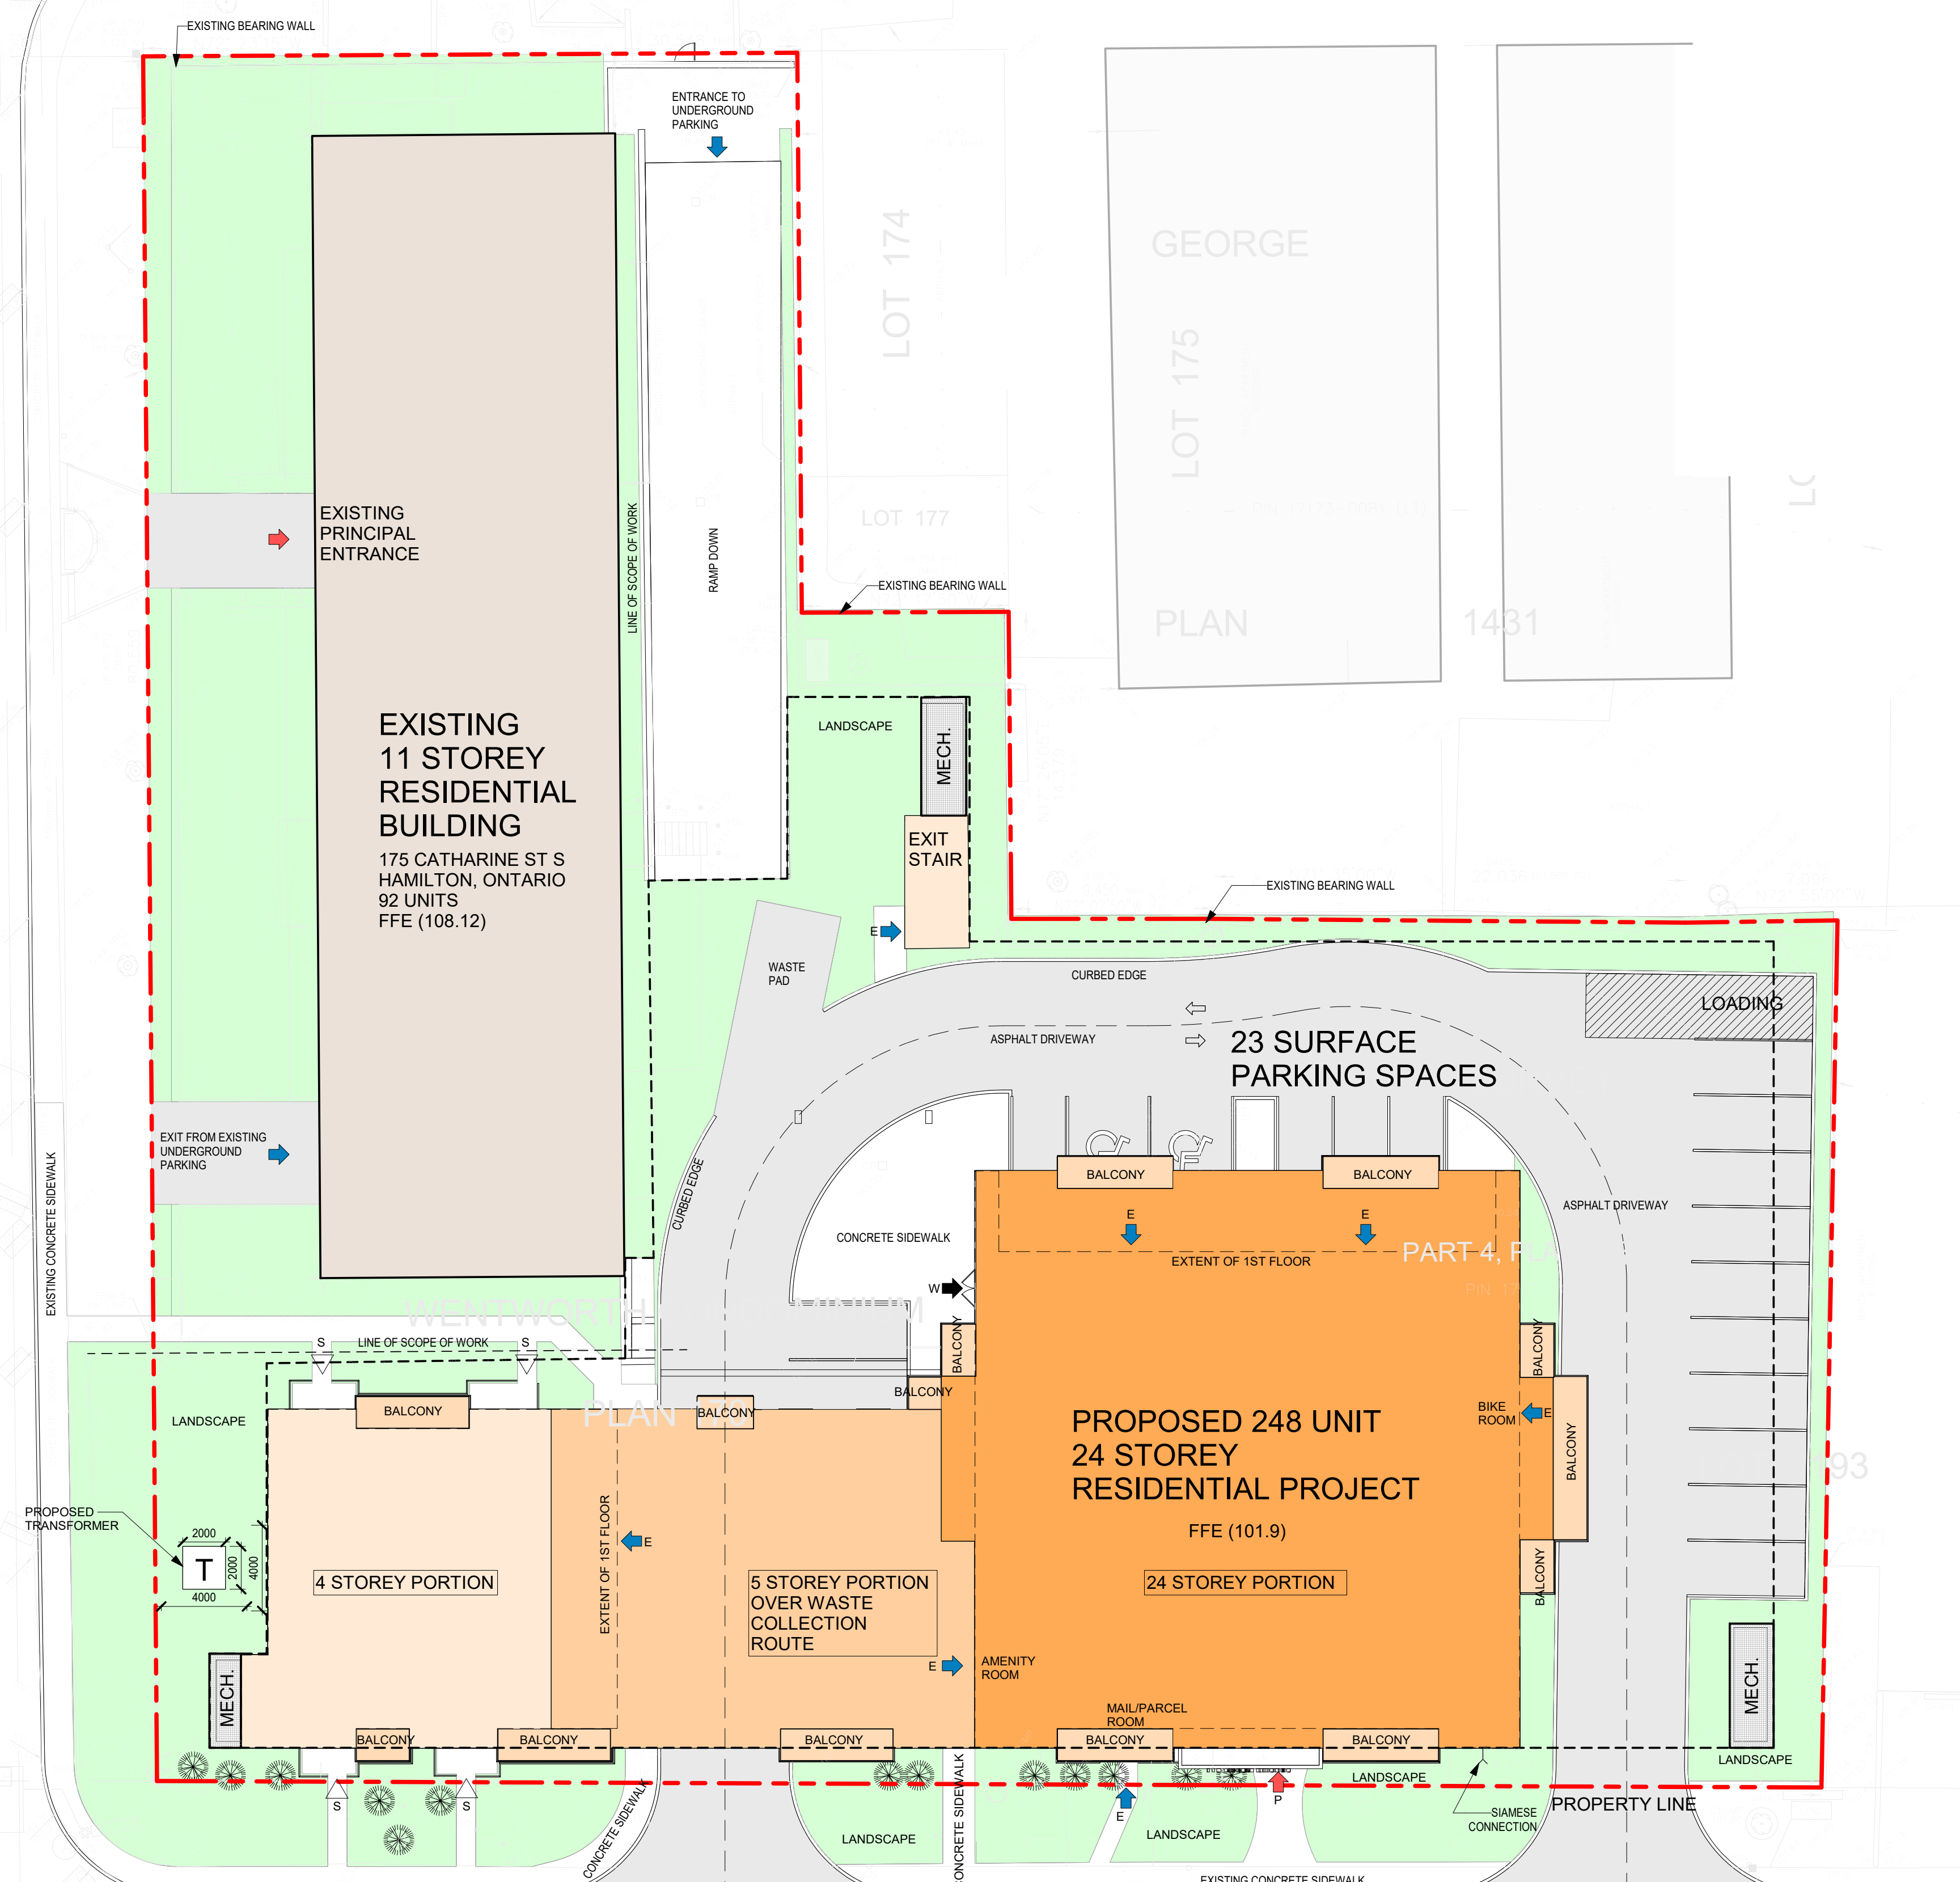 EXISTING BEARING WALL
ENTRANCE TO
UNDERGROUND
PARKING
LOT 174
GEORGE
LOT 175
EXISTING
PRINCIPAL
ENTRANCE
LINE OF SCOPE OF WORK
RAMP DOWN
LOT 177
EXISTING BEARING WALL
PLAN
1431
EXISTING
11 STOREY
RESIDENTIAL
BUILDING
175 CATHARINE ST S
HAMILTON, ONTARIO
92 UNITS
FFE (108.12)
LANDSCAPE
MECH.
EXIT
STAIR
E
EXISTING BEARING WALL
WASTE
PAD
CURBED EDGE
LOADING
ASPHALT DRIVEWAY
23 SURFACE
PARKING SPACES
EXIT FROM EXISTING
UNDERGROUND
PARKING
EXISTING CONCRETE SIDEWALK
CURBED EDGE
CONCRETE SIDEWALK
BALCONY
BALCONY
ASPHALT DRIVEWAY
E
E
EXTENT OF 1ST FLOOR
PART 4, PLA
W
WENTWORTH
S
LINE OF SCOPE OF WORK
S
BALCONY
BALCONY
BALCONY
BALCONY
BALCONY
PLAN
LANDSCAPE
PROPOSED 248 UNIT
24 STOREY
RESIDENTIAL PROJECT
FFE (101.9)
BIKE
ROOM
E
BALCONY
93
PROPOSED
TRANSFORMER
2000
T
2000
4000
4000
4 STOREY PORTION
EXTENT OF 1ST FLOOR
E
5 STOREY PORTION
OVER WASTE
COLLECTION
ROUTE
24 STOREY PORTION
BALCONY
E
AMENITY
ROOM
MECH.
MECH.
MAIL/PARCEL
ROOM
BALCONY
BALCONY
BALCONY
BALCONY
BALCONY
LANDSCAPE
LANDSCAPE
S
S
E
P
PROPERTY LINE
SIAMESE
CONNECTION
CONCRETE SIDEWALK
LANDSCAPE
CONCRETE SIDEWALK
LANDSCAPE
EXISTING CONCRETE SIDEWALK